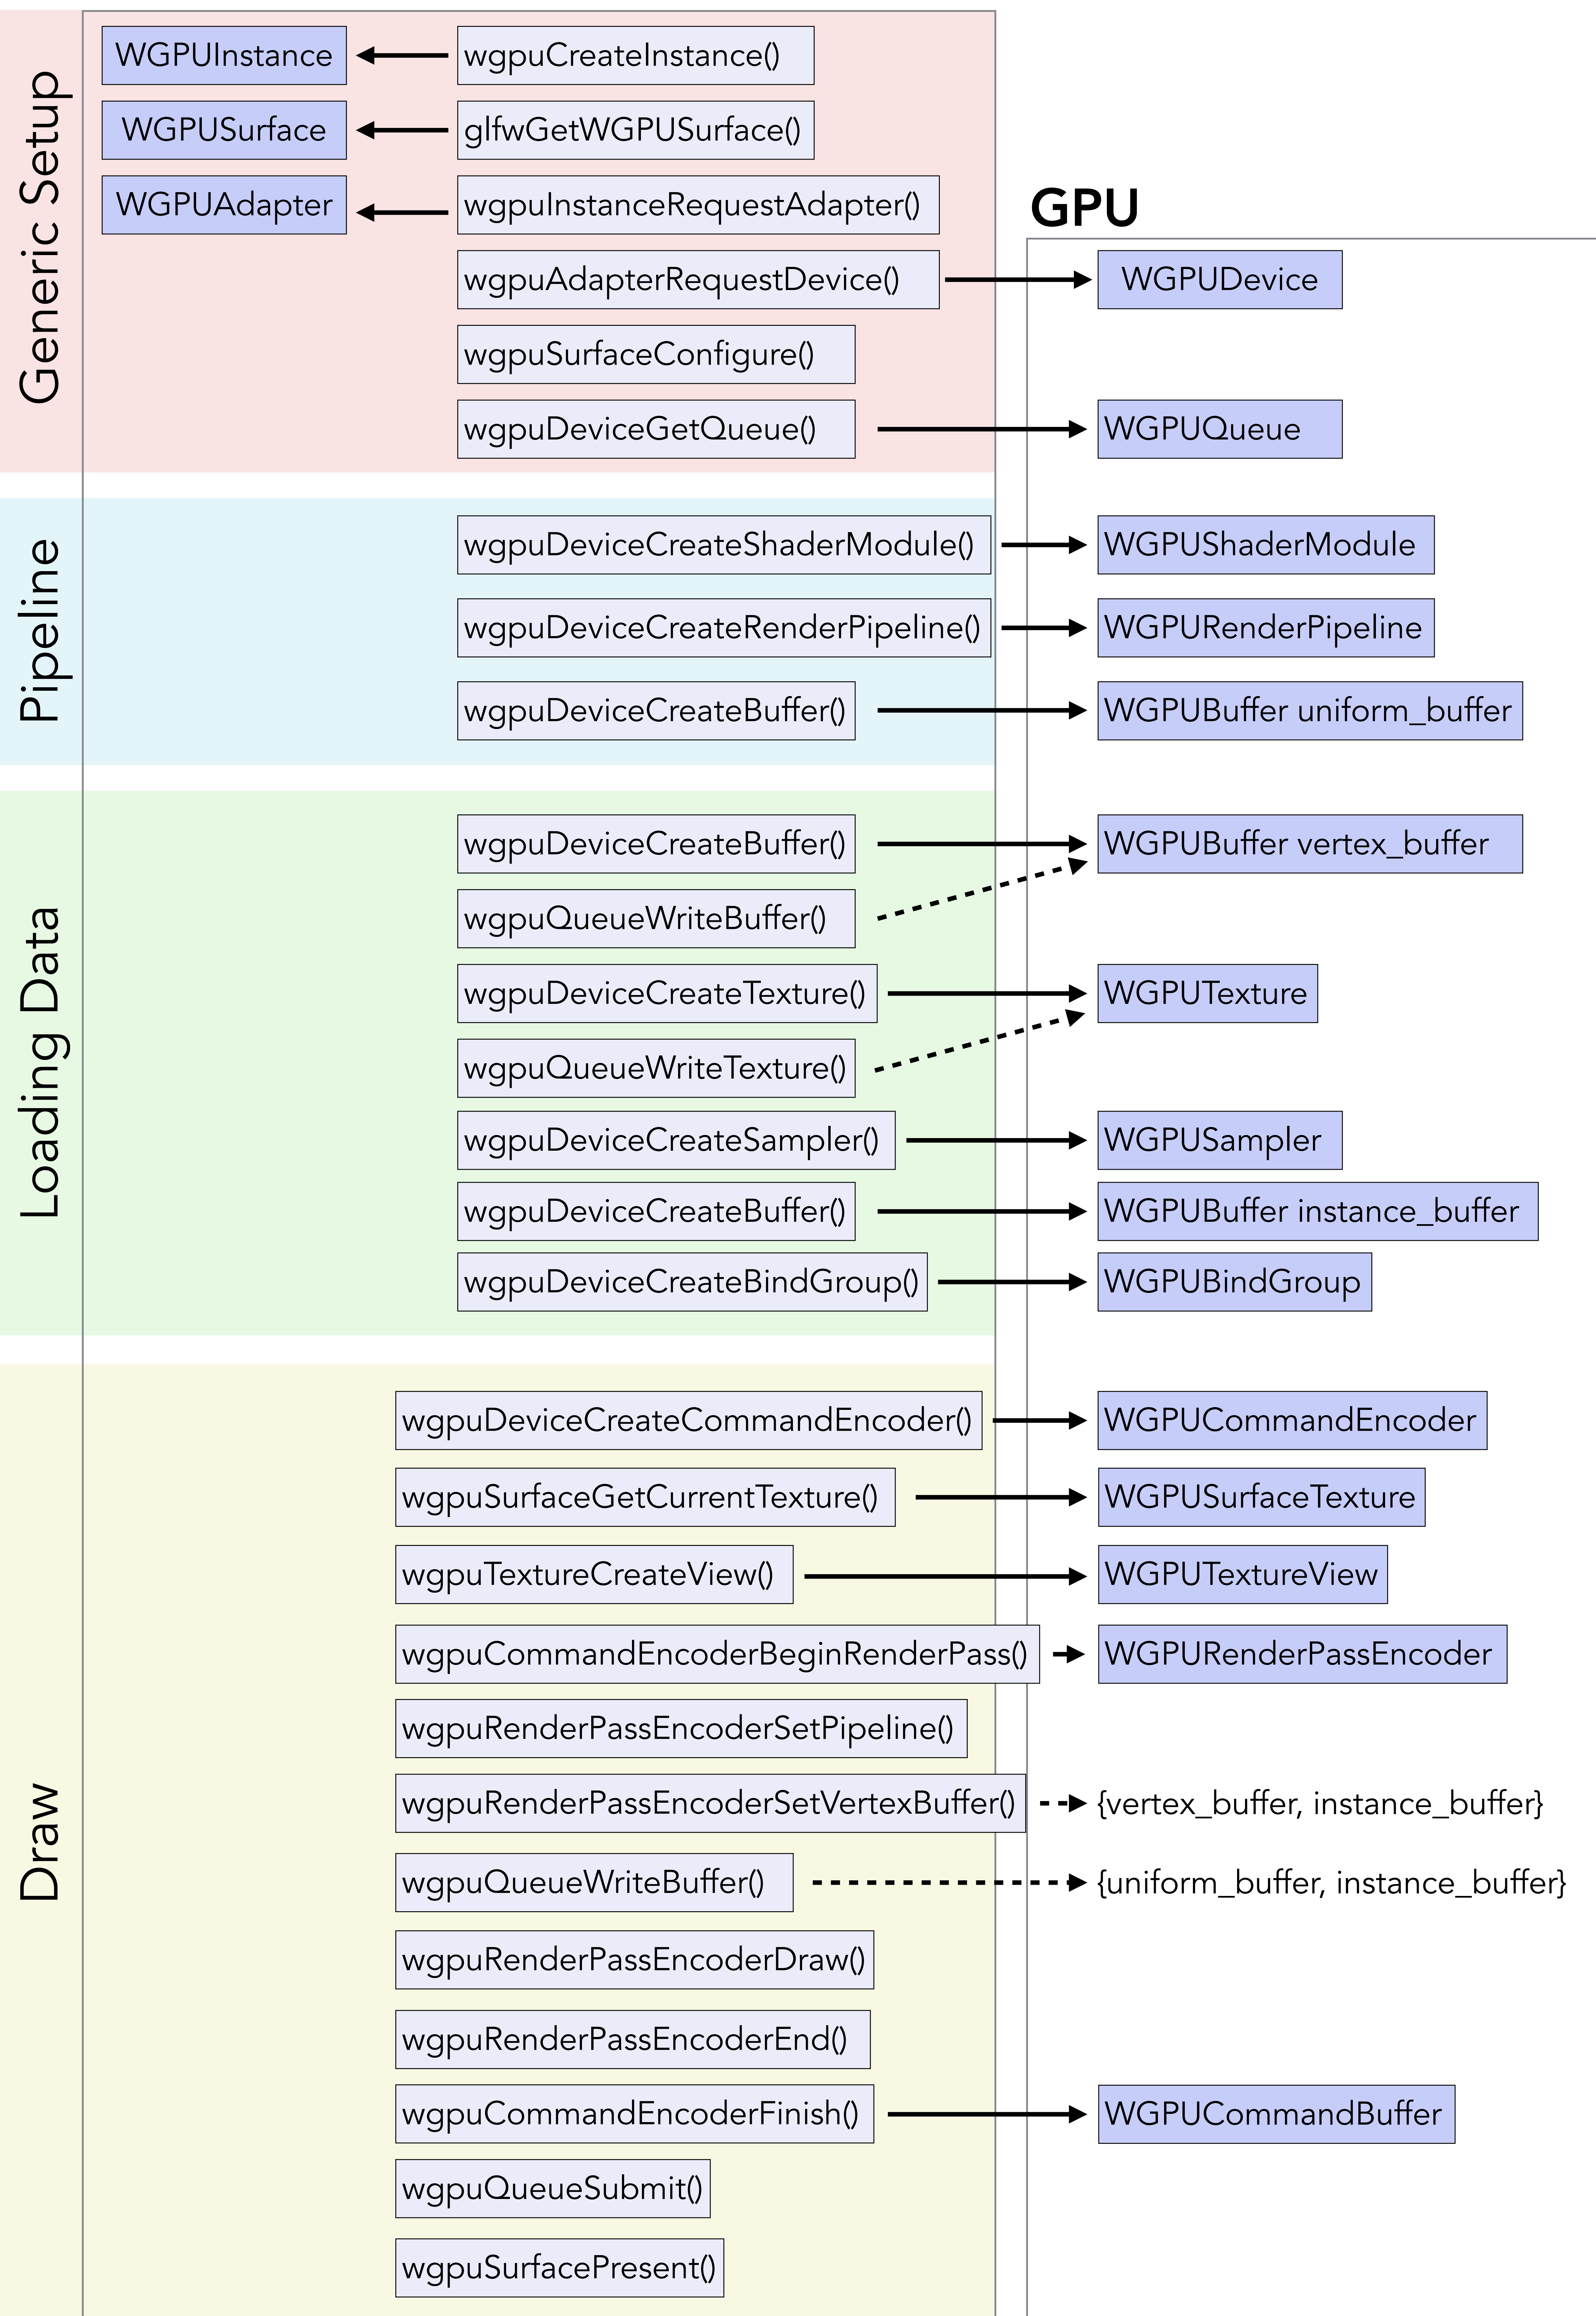 Generic Setup
WGPUInstance
wgpuCreateInstance()
WGPUSurface
glfwGetWGPUSurface()
WGPUAdapter
wgpuInstanceRequestAdapter()
GPU
wgpuAdapterRequestDevice()
WGPUDevice
wgpuSurfaceConfigure()
wgpuDeviceGetQueue()
WGPUQueue
Pipeline
wgpuDeviceCreateShaderModule()
WGPUShaderModule
wgpuDeviceCreateRenderPipeline()
WGPURenderPipeline
wgpuDeviceCreateBuffer()
WGPUBuffer uniform_buffer
Loading Data
wgpuDeviceCreateBuffer()
WGPUBuffer vertex_buffer
wgpuQueueWriteBuffer()
wgpuDeviceCreateTexture()
WGPUTexture
wgpuQueueWriteTexture()
wgpuDeviceCreateSampler()
WGPUSampler
wgpuDeviceCreateBuffer()
WGPUBuffer instance_buffer
wgpuDeviceCreateBindGroup()
WGPUBindGroup
Draw
wgpuDeviceCreateCommandEncoder()
WGPUCommandEncoder
wgpuSurfaceGetCurrentTexture()
WGPUSurfaceTexture
wgpuTextureCreateView()
WGPUTextureView
wgpuCommandEncoderBeginRenderPass()
WGPURenderPassEncoder
wgpuRenderPassEncoderSetPipeline()
wgpuRenderPassEncoderSetVertexBuffer()
{vertex_buffer, instance_buffer}
wgpuQueueWriteBuffer()
{uniform_buffer, instance_buffer}
wgpuRenderPassEncoderDraw()
wgpuRenderPassEncoderEnd()
wgpuCommandEncoderFinish()
WGPUCommandBuffer
wgpuQueueSubmit()
wgpuSurfacePresent()